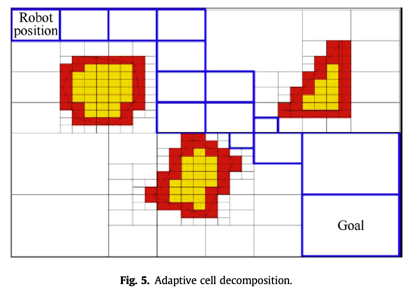 Robot
position
Goal
Fig. 5. Adaptive cell decomposition.